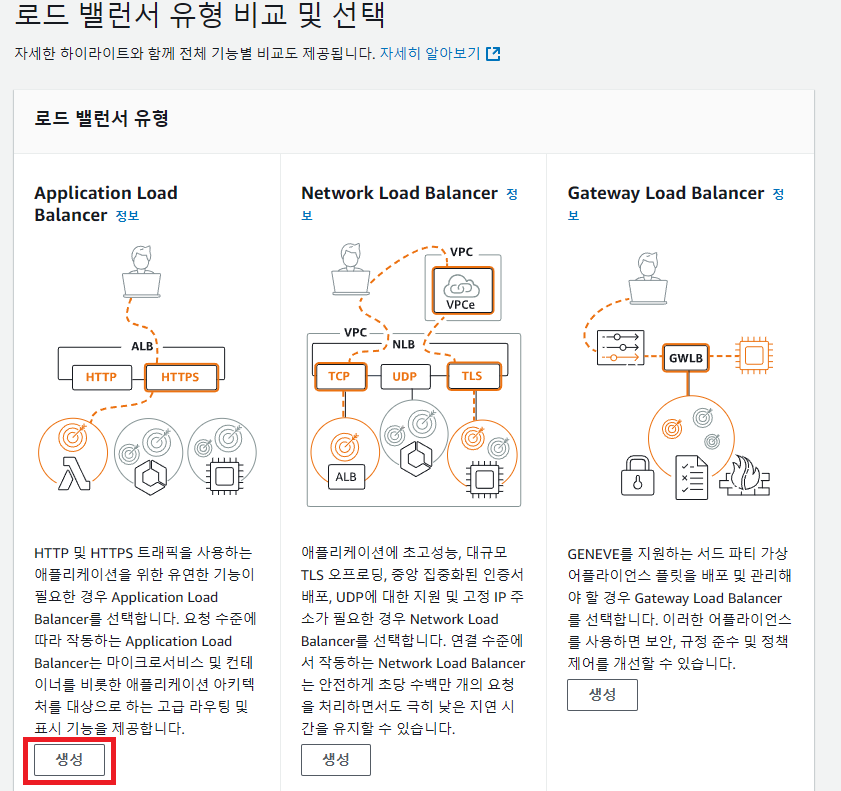 로드 밸런서 유형 비교 및 선택
자세한 하이라이트와 함께 전체 기능별 비교도 제공됩니다. 자세히 알아보기
로드 밸런서 유형
Application Load
Balancer 정보
ALB
HTTP
HTTPS
HTTP 및 HTTPS 트래픽을 사용하는
애플리케이션을 위한 유연한 기능이
필요한 경우 Application Load
Balancer를 선택합니다. 요청 수준에
따라 작동하는 Application Load
Balancer는 마이크로서비스 및 컨테
이너를 비롯한 애플리케이션 아키텍
처를 대상으로 하는 고급 라우팅 및
표시 기능을 제공합니다.
생성
Network Load Balancer 정
보
VPC
VPCe
VPC
NLB
TCP
UDP
TLS
ALB
애플리케이션에 초고성능, 대규모
TLS 오프로딩, 중앙 집중화된 인증서
배포, UDP에 대한 지원 및 고정 IP 주
소가 필요한 경우 Network Load
Balancer를 선택합니다. 연결 수준에
서 작동하는 Network Load Balancer
는 안전하게 초당 수백만 개의 요청
을 처리하면서도 극히 낮은 지연 시
간을 유지할 수 있습니다.
생성
Gateway Load Balancer 정
보
GWLB
GENEVE를 지원하는 서드 파티 가상
어플라이언스 플릿을 배포 및 관리해
야 할 경우 Gateway Load Balancer
를 선택합니다. 이러한 어플라이언스
를 사용하면 보안, 규정 준수 및 정책
제어를 개선할 수 있습니다.
생성